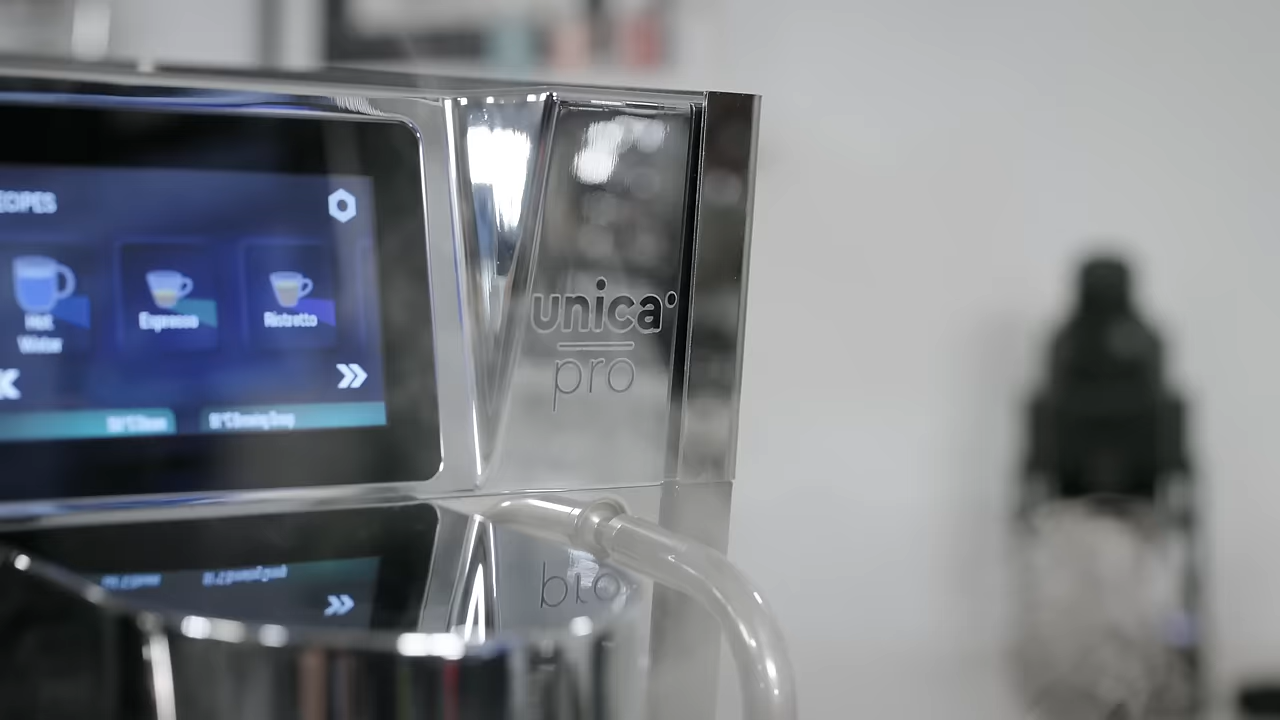 ECIPES
Hot
Water
Espresso
Ristretto
unica
pro